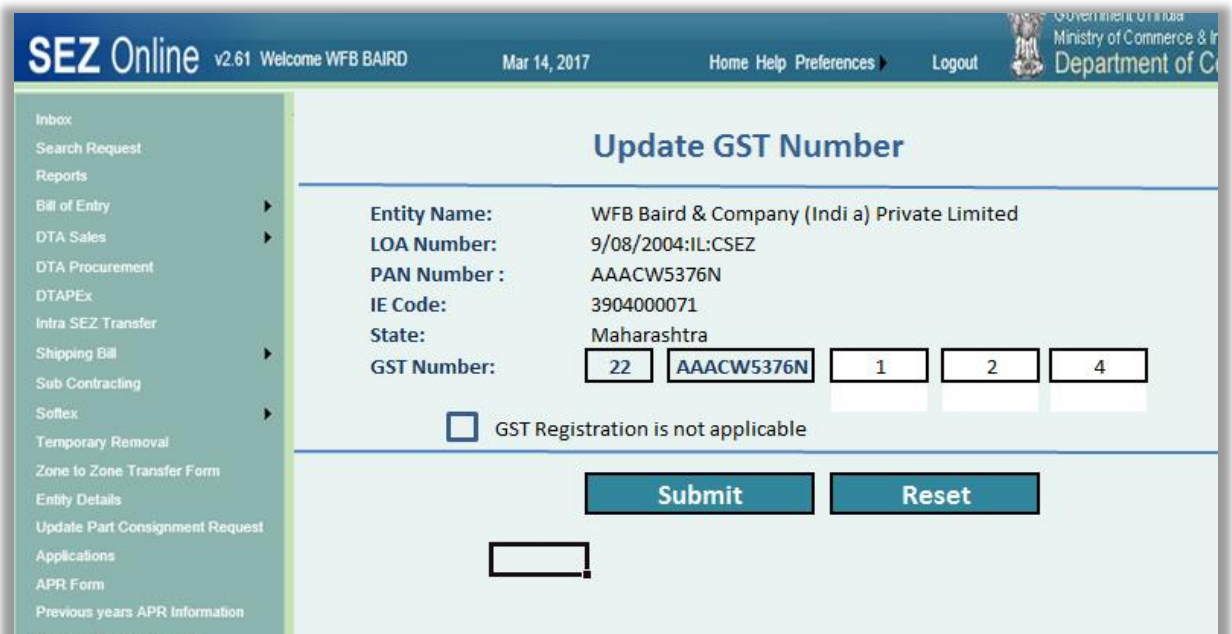 Government of India
SEZ Online v2.61 Welcome WFB BAIRD Mar 14, 2017 Home Help Preferences Logout
Ministry of Commerce &
Department of
Inbox
Search Request
Reports
Bill of Entry
DTA Sales
DTA Procurement
DTAPEx
Intra SEZ Transfer
Shipping Bill
Sub Contracting
Softex
Temporary Removal
Zone to Zone Transfer Form
Entity Details
Update Part Consignment Request
Applications
APR Form
Previous years APR Information
Update GST Number
Entity Name: WFB Baird & Company (Indi a) Private Limited
LOA Number: 9/08/2004:IL:CSEZ
PAN Number : AAACW5376N
IE Code: 3904000071
State: Maharashtra
GST Number: 22 AAACW5376N 1 2 4
GST Registration is not applicable
Submit Reset